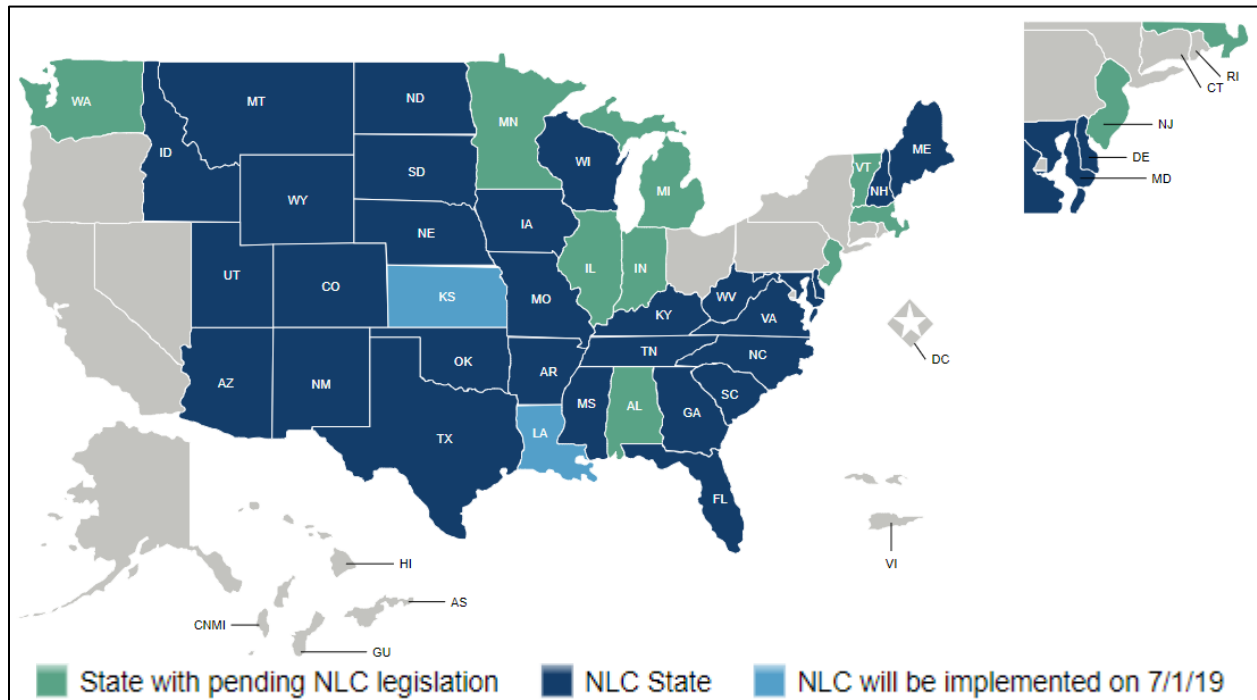 WA
MT
ND
MN
ID
WI
SD
WY
MI
VT
NH
ME
NE
IA
UT
CO
KS
MO
IL
IN
KY
WV
VA
AZ
NM
OK
AR
TN
NC
SC
TX
LA
MS
AL
GA
FL
RI
CT
NJ
DE
MD
DC
VI
HI
AS
CNMI
GU
State with pending NLC legislation
NLC State
NLC will be implemented on 7/1/19